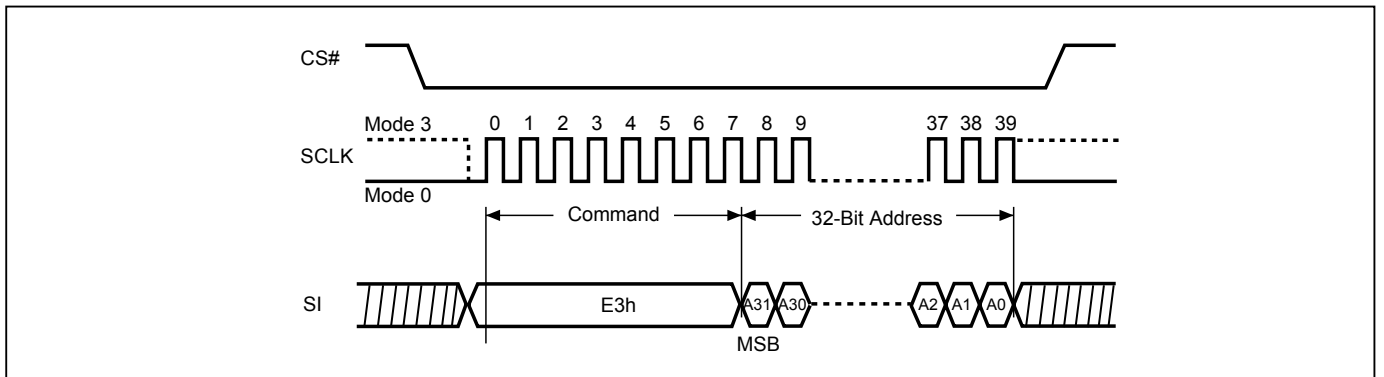 CS#
Mode 3
0 1 2 3 4 5 6 7 8 9 37 38 39
SCLK
Mode 0
Command 32-Bit Address
SI E3h A31 A30 A2 A1 A0
MSB